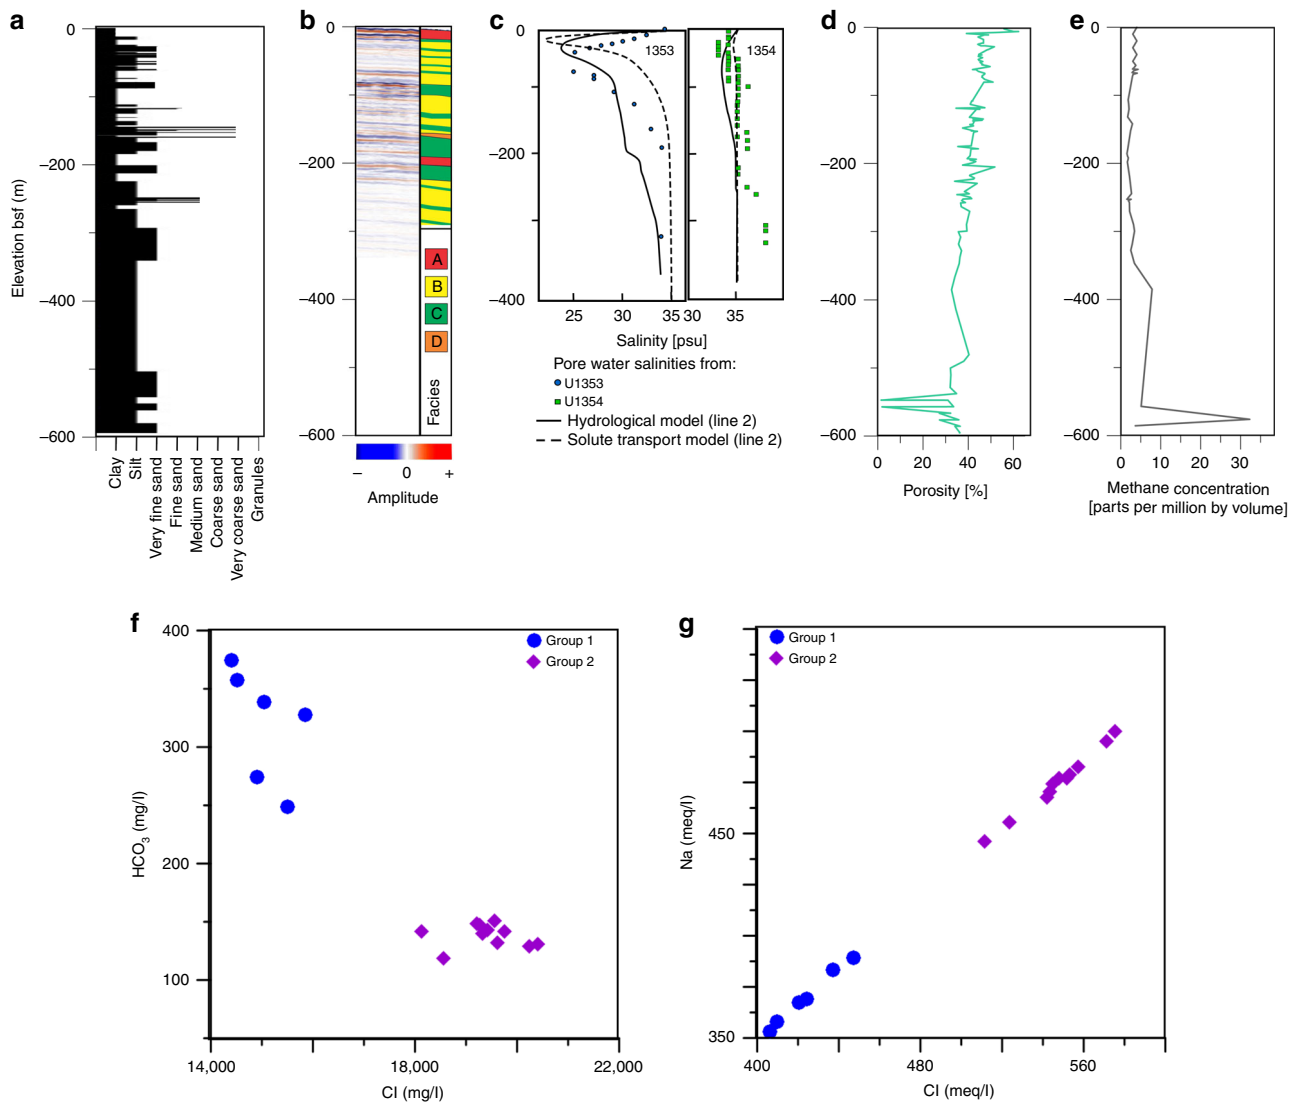 a
b
c
d
e
0
–200
–400
–600
Elevation bsf (m)
Clay
Silt
Very fine sand
Fine sand
Medium sand
Coarse sand
Very coarse sand
Granules
0
–200
–400
–600
A
B
C
D
Facies
–
0
+
Amplitude
0
–200
–400
1353
1354
25
30
35
30
35
Salinity [psu]
Pore water salinities from:
U1353
U1354
Hydrological model (line 2)
Solute transport model (line 2)
0
–200
–400
–600
0
20
40
60
Porosity [%]
0
–200
–400
–600
0
10
20
30
Methane concentration
[parts per million by volume]
f
400
300
200
100
HCO₃ (mg/l)
Group 1
Group 2
14,000
18,000
22,000
Cl (mg/l)
g
Group 1
Group 2
450
350
Na (meq/l)
400
480
560
Cl (meq/l)